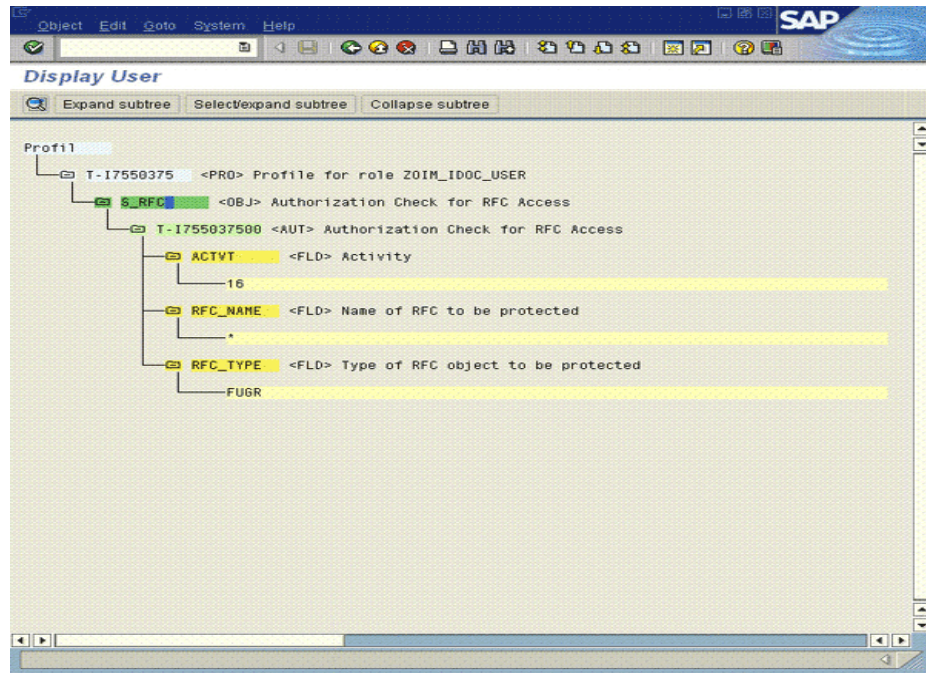 Object Edit Goto System Help
SAP
Display User
Expand subtree Select/expand subtree Collapse subtree
Profil
T-I7550375 <PRO> Profile for role ZOIM_IDOC_USER
S_RFC <OBJ> Authorization Check for RFC Access
T-I755037500 <AUT> Authorization Check for RFC Access
ACTVT <FLD> Activity
16
RFC_NAME <FLD> Name of RFC to be protected
*
RFC_TYPE <FLD> Type of RFC object to be protected
FUGR